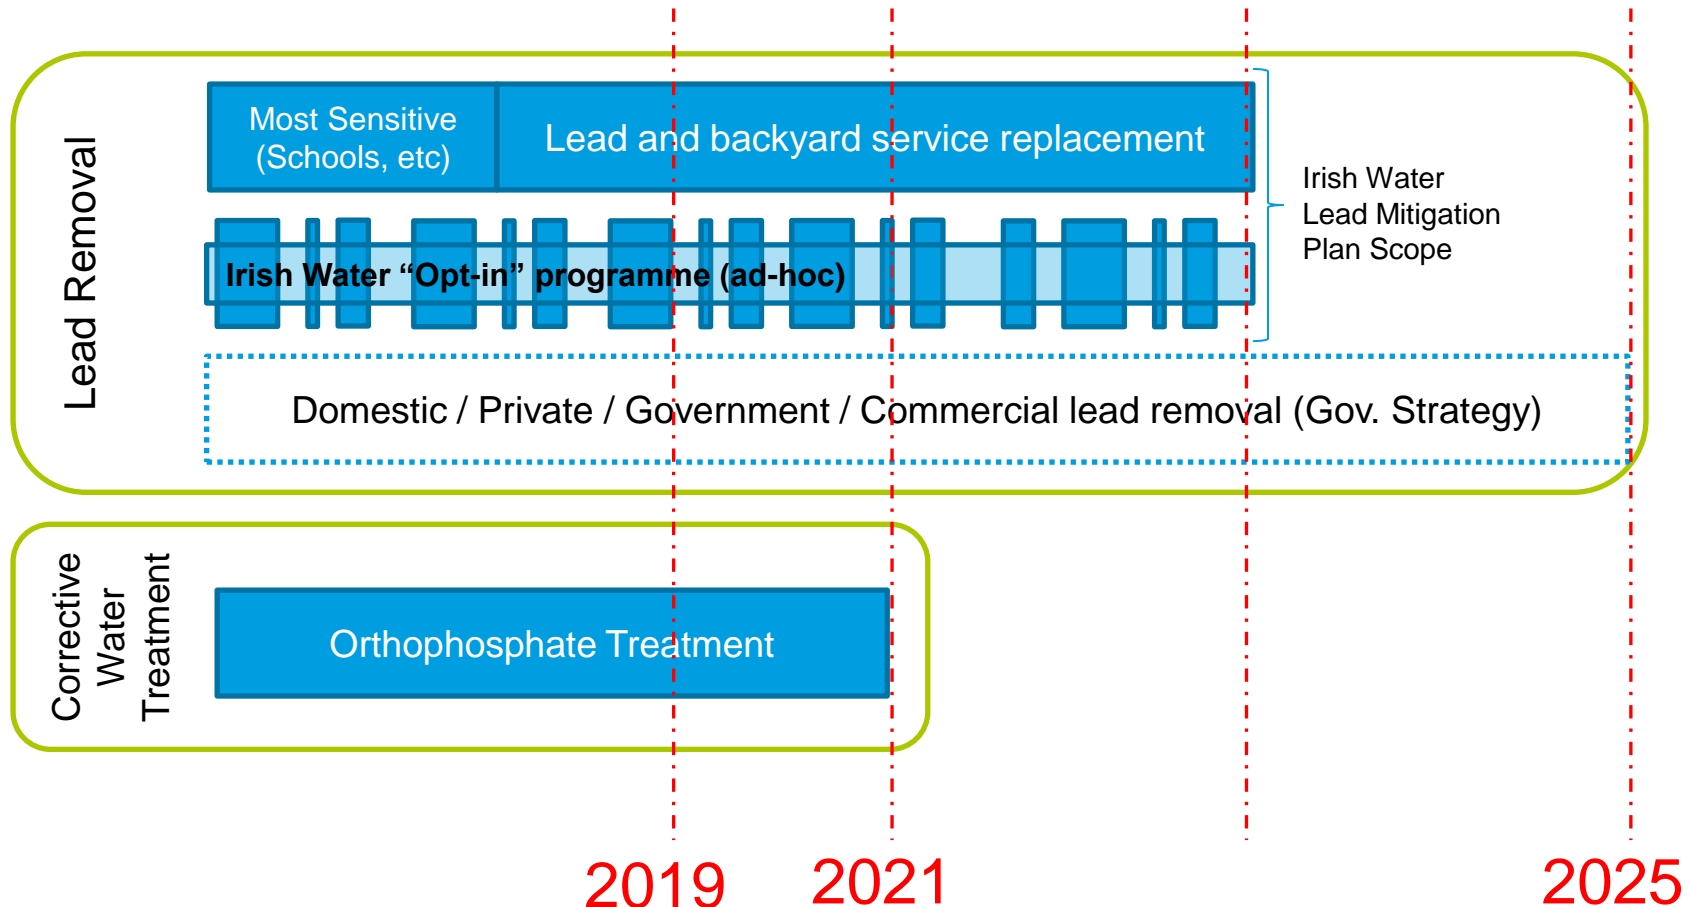 Lead Removal
Most Sensitive
(Schools, etc)
Lead and backyard service replacement
Irish Water “Opt-in” programme (ad-hoc)
Domestic / Private / Government / Commercial lead removal (Gov. Strategy)
Irish Water
Lead Mitigation
Plan Scope
Corrective
Water
Treatment
Orthophosphate Treatment
2019
2021
2025